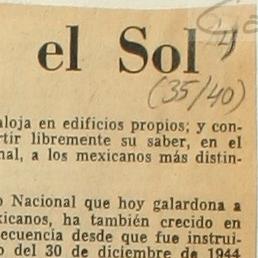 el Sol
(35/40)
aloja en edificios propios; y con-
rtir libremente su saber, en el
nal, a los mexicanos más distin-
o Nacional que hoy galardona a
xicanos, ha también crecido en
ecuencia desde que fue instrui-
o del 30 de diciembre de 1944